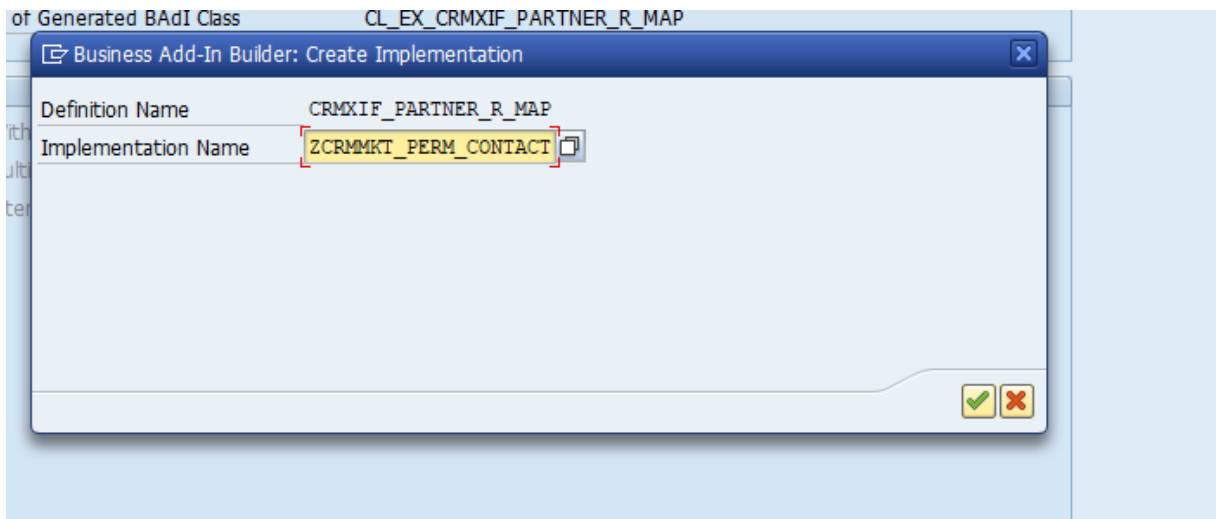 of Generated BAdI Class CL_EX_CRMXIF_PARTNER_R_MAP
Business Add-In Builder: Create Implementation
Definition Name CRMXIF_PARTNER_R_MAP
Implementation Name ZCRMMKT_PERM_CONTACT